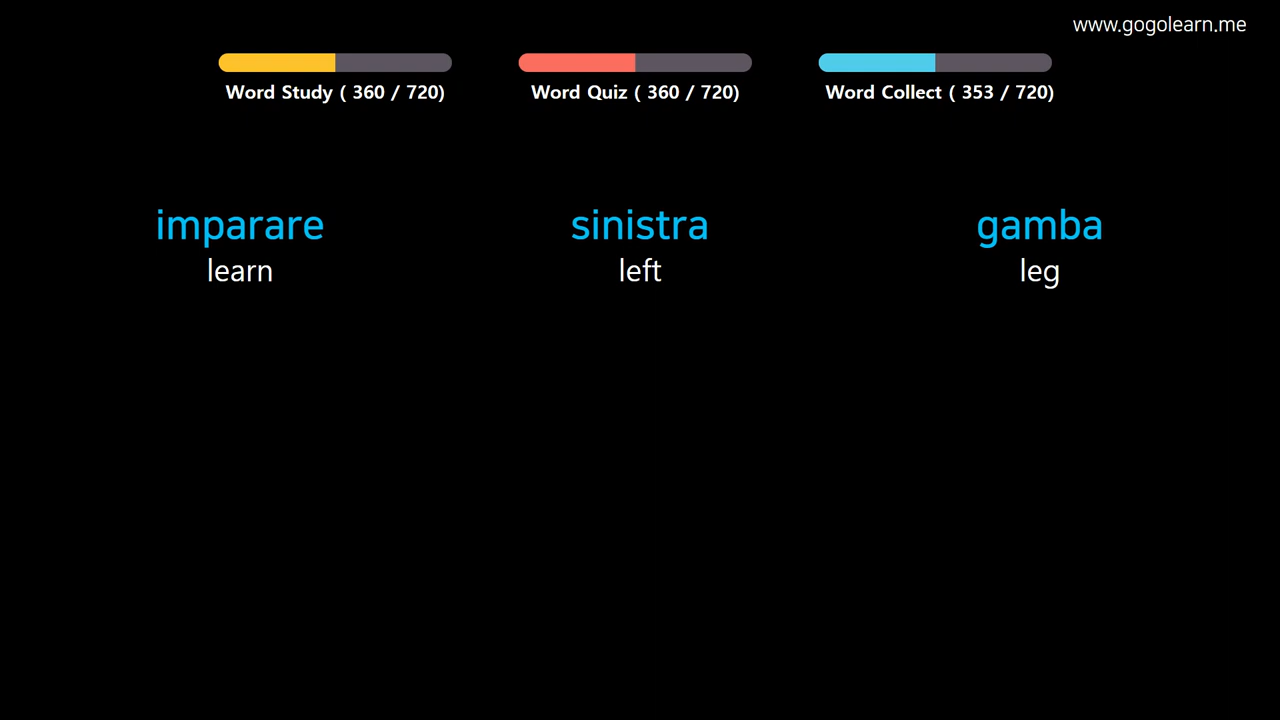 www.gogolearn.me
Word Study ( 360 / 720)
Word Quiz ( 360 / 720)
Word Collect ( 353 / 720)
imparare
learn
sinistra
left
gamba
leg